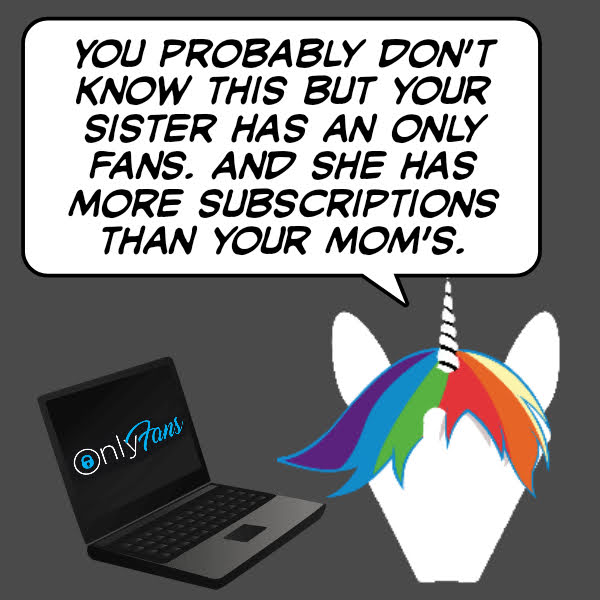 YOU PROBABLY DON'T
KNOW THIS BUT YOUR
SISTER HAS AN ONLY
FANS. AND SHE HAS
MORE SUBSCRIPTIONS
THAN YOUR MOM'S.
OnlyFans